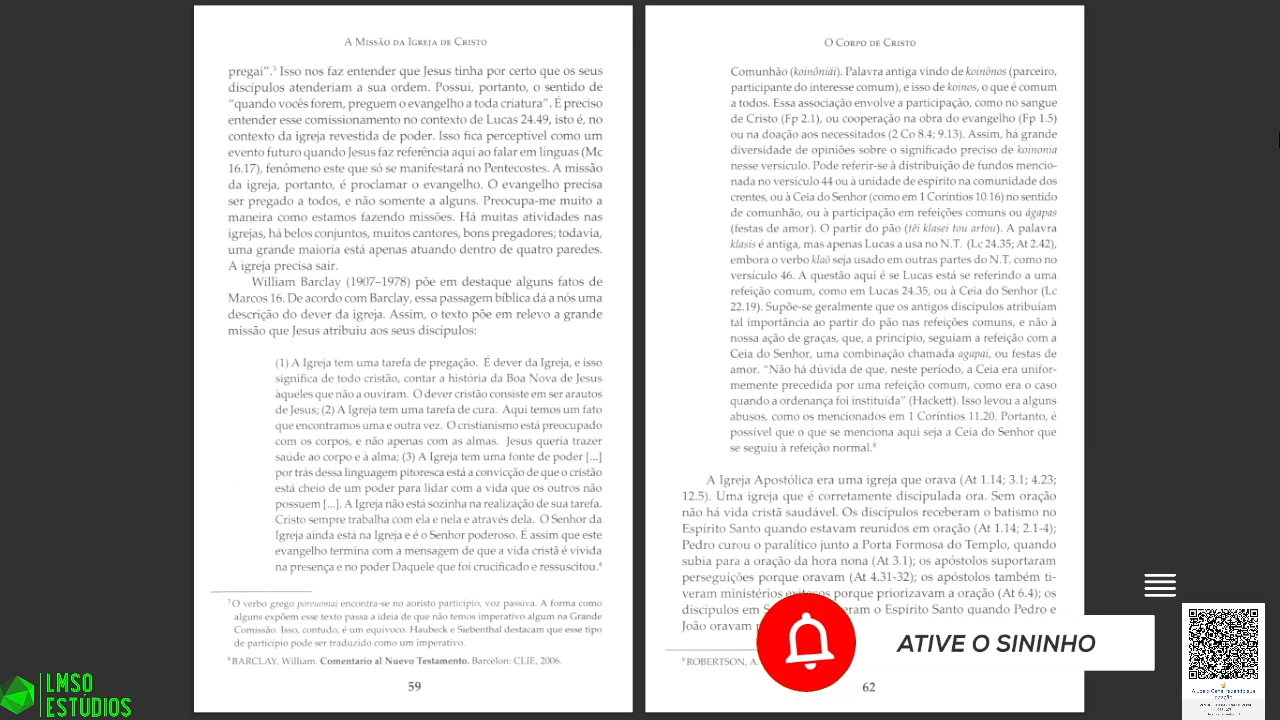 A Missão da Igreja de Cristo
pregai”.³ Isso nos faz entender que Jesus tinha por certo que os seus
discípulos atenderiam a sua ordem. Possui, portanto, o sentido de
“quando vocês forem, preguem o evangelho a toda criatura”. É preciso
entender esse comissionamento no contexto de Lucas 24.49, isto é, no
contexto da igreja revestida de poder. Isso fica perceptível como um
evento futuro quando Jesus faz referência aqui ao falar em línguas (Mc
16.17), fenômeno este que só se manifestará no Pentecostes. A missão
da igreja, portanto, é proclamar o evangelho. O evangelho precisa
ser pregado a todos, e não somente a alguns. Preocupa-me muito a
maneira como estamos fazendo missões. Há muitas atividades nas
igrejas, há belos conjuntos, muitos cantores, bons pregadores; todavia,
uma grande maioria está apenas atuando dentro de quatro paredes.
A igreja precisa sair.
William Barclay (1907–1978) põe em destaque alguns fatos de
Marcos 16. De acordo com Barclay, essa passagem bíblica dá a nós uma
descrição do dever da igreja. Assim, o texto põe em relevo a grande
missão que Jesus atribuiu aos seus discípulos:
(1) A Igreja tem uma tarefa de pregação. É dever da Igreja, e isso
significa de todo cristão, contar a história da Boa Nova de Jesus
àqueles que não a ouviram. O dever cristão consiste em ser arautos
de Jesus; (2) A Igreja tem uma tarefa de cura. Aqui temos um fato
que encontramos uma e outra vez. O cristianismo está preocupado
com os corpos, e não apenas com as almas. Jesus queria trazer
saúde ao corpo e à alma; (3) A Igreja tem uma fonte de poder [...]
por trás dessa linguagem pitoresca está a convicção de que o cristão
está cheio de um poder para lidar com a vida que os outros não
possuem [...]. A Igreja não está sozinha na realização de sua tarefa.
Cristo sempre trabalha com ela e nela e através dela. O Senhor da
Igreja ainda está na Igreja e é o Senhor poderoso. É assim que este
evangelho termina com a mensagem de que a vida cristã é vivida
na presença e no poder Daquele que foi crucificado e ressuscitou.⁴
³ O verbo grego poreuomai encontra-se no aoristo particípio, voz passiva. A forma como
alguns expõem esse texto passa a ideia de que não temos imperativo algum na Grande
Comissão. Isso, contudo, é um equívoco. Haubeck e Siebenthal destacam que esse tipo
de particípio pode ser traduzido como um imperativo.
⁴ BARCLAY, William. Comentario al Nuevo Testamento. Barcelon: CLIE, 2006.
59
O Corpo de Cristo
Comunhão (koinōniāi). Palavra antiga vindo de koinōnos (parceiro,
participante do interesse comum), e isso de koinos, o que é comum
a todos. Essa associação envolve a participação, como no sangue
de Cristo (Fp 2.1), ou cooperação na obra do evangelho (Fp 1.5)
ou na doação aos necessitados (2 Co 8.4; 9.13). Assim, há grande
diversidade de opiniões sobre o significado preciso de koinonia
nesse versículo. Pode referir-se à distribuição de fundos mencio-
nada no versículo 44 ou à unidade de espírito na comunidade dos
crentes, ou à Ceia do Senhor (como em 1 Coríntios 10.16) no sentido
de comunhão, ou à participação em refeições comuns ou ágapas
(festas de amor). O partir do pão (têi klasei tou artou). A palavra
klasis é antiga, mas apenas Lucas a usa no N.T. (Lc 24.35; At 2.42),
embora o verbo klaō seja usado em outras partes do N.T. como no
versículo 46. A questão aqui é se Lucas está se referindo a uma
refeição comum, como em Lucas 24.35, ou à Ceia do Senhor (Lc
22.19). Supõe-se geralmente que os antigos discípulos atribuíam
tal importância ao partir do pão nas refeições comuns, e não à
nossa ação de graças, que, a princípio, seguiam a refeição com a
Ceia do Senhor, uma combinação chamada agapai, ou festas de
amor. “Não há dúvida de que, neste período, a Ceia era unifor-
memente precedida por uma refeição comum, como era o caso
quando a ordenança foi instituída” (Hackett). Isso levou a alguns
abusos, como os mencionados em 1 Coríntios 11.20. Portanto, é
possível que o que se menciona aqui seja a Ceia do Senhor que
se seguiu à refeição normal.⁸
A Igreja Apostólica era uma igreja que orava (At 1.14; 3.1; 4.23;
12.5). Uma igreja que é corretamente discipulada ora. Sem oração
não há vida cristã saudável. Os discípulos receberam o batismo no
Espírito Santo quando estavam reunidos em oração (At 1.14; 2.1-4);
Pedro curou o paralítico junto a Porta Formosa do Templo, quando
subia para a oração da hora nona (At 3.1); os apóstolos suportaram
perseguições porque oravam (At 4.31-32); os apóstolos também ti-
veram ministérios exitosos porque priorizavam a oração (At 6.4); os
discípulos em S eram o Espírito Santo quando Pedro e
João oravam
⁸ ROBERTSON, A.
62
ATIVE O SININHO
LMSO
ESTÚDIOS